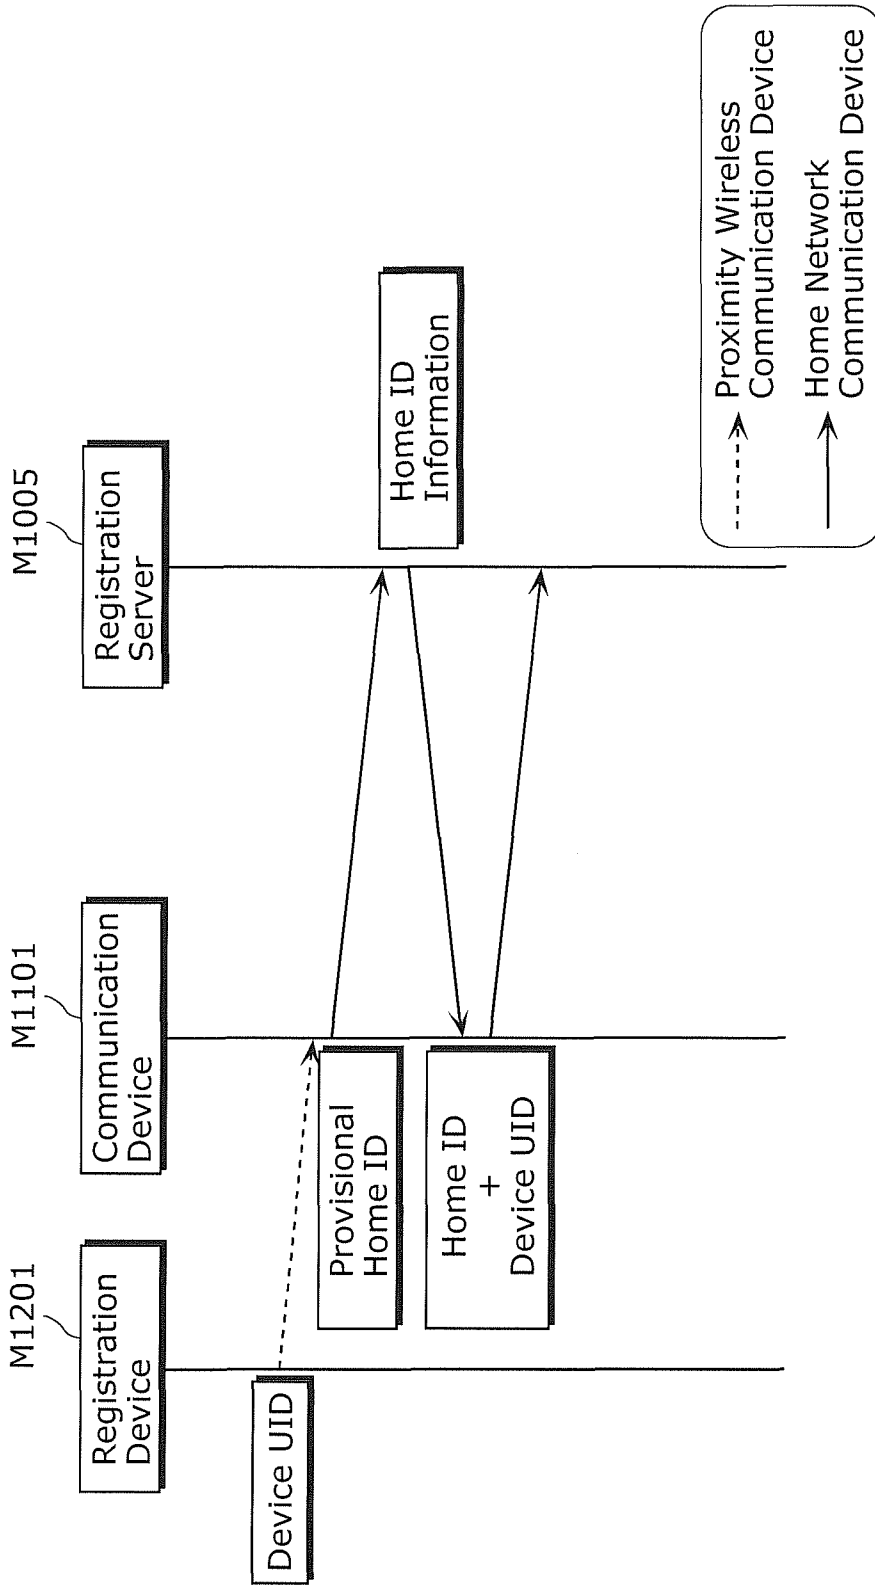 M1201
Registration
Device
M1101
Communication
Device
M1005
Registration
Server
Device UID
Provisional
Home ID
Home ID
Information
Home ID
+
Device UID
Proximity Wireless
Communication Device
Home Network
Communication Device